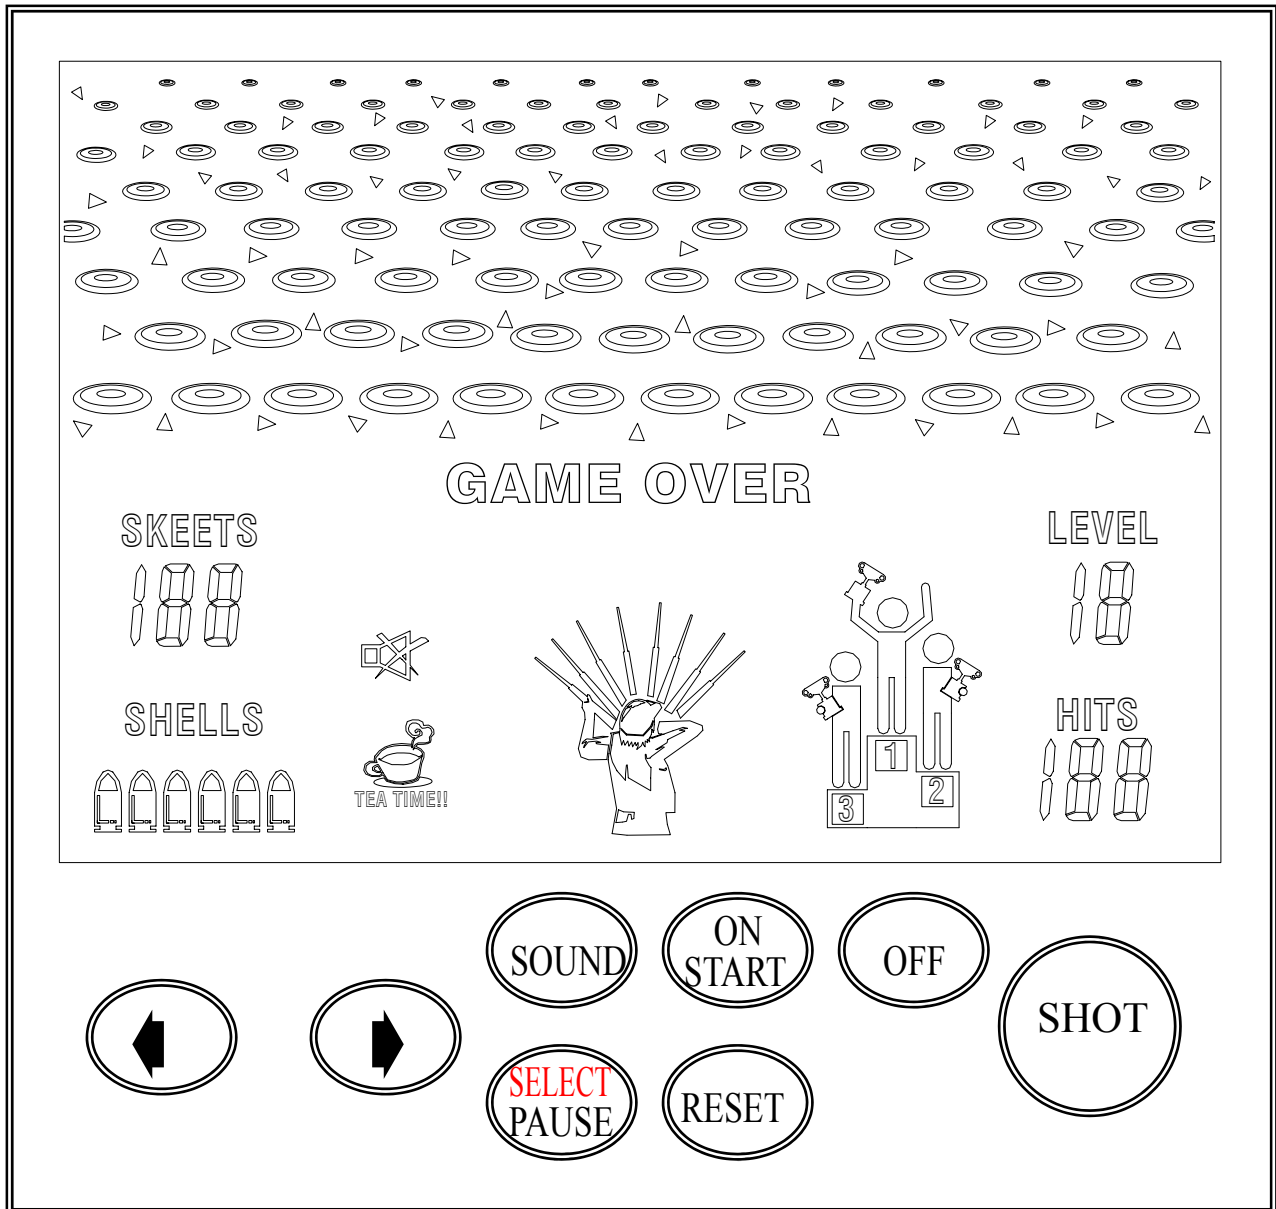 GAME OVER
SKEETS
LEVEL
188
18
SHELLS
HITS
TEA TIME!!
188
1
2
3
SOUND
ON
START
OFF
SHOT
SELECT
PAUSE
RESET